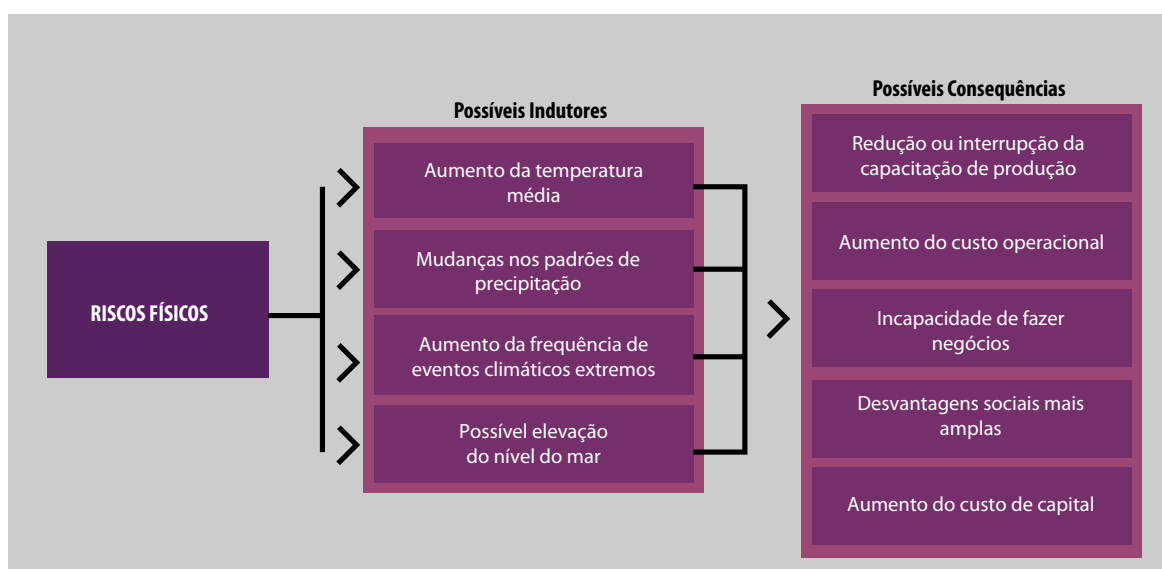 RISCOS FÍSICOS
Possíveis Indutores
Aumento da temperatura
média
Mudanças nos padrões de
precipitação
Aumento da frequência de
eventos climáticos extremos
Possível elevação
do nível do mar
Possíveis Consequências
Redução ou interrupção da
capacitação de produção
Aumento do custo operacional
Incapacidade de fazer
negócios
Desvantagens sociais mais
amplas
Aumento do custo de capital